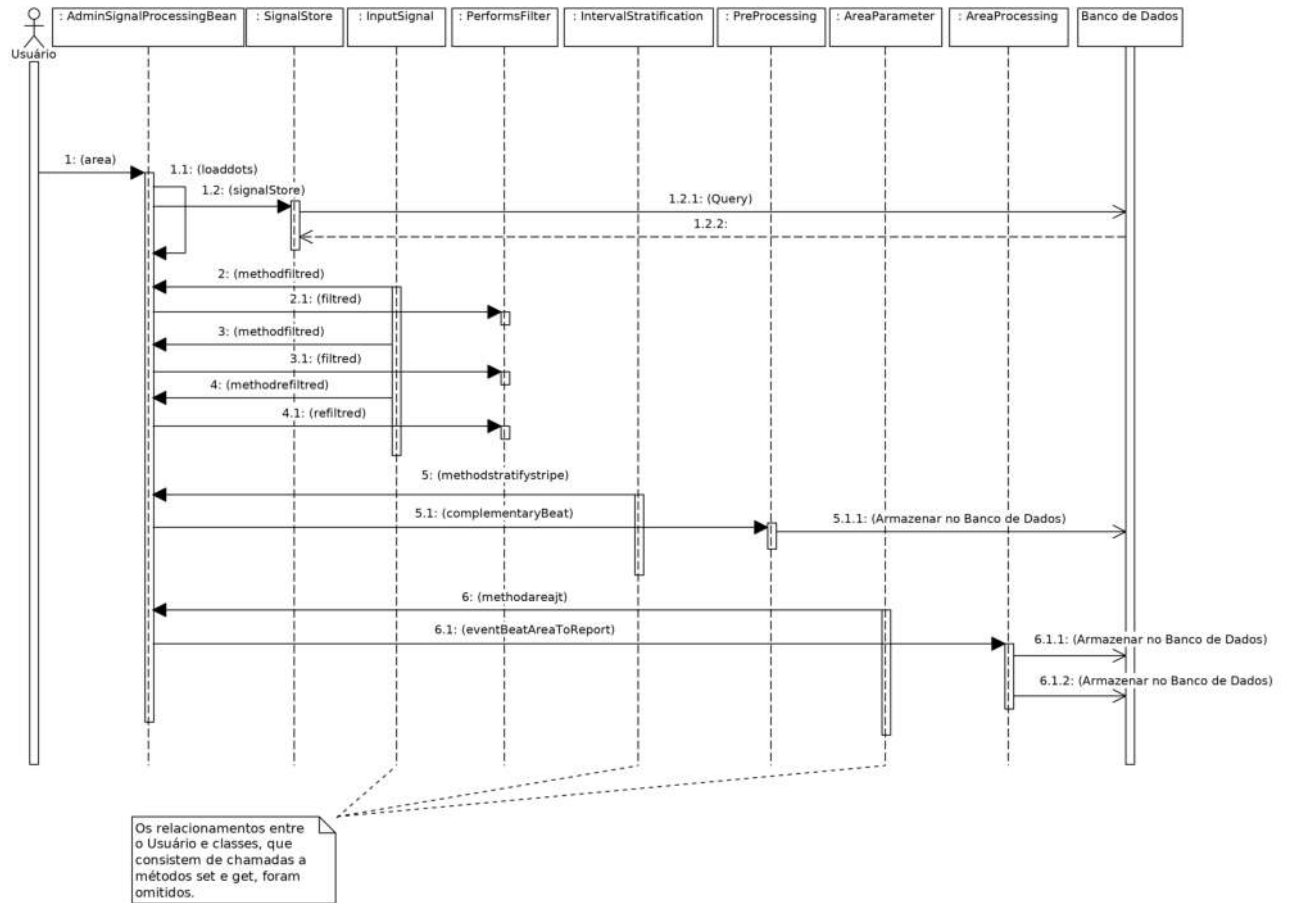 : AdminSignalProcessingBean
: SignalStore
: InputSignal
: PerformsFilter
: IntervalStratification
: PreProcessing
: AreaParameter
: AreaProcessing
Banco de Dados
Usuário
1: (area)
1.1: (loaddots)
1.2: (signalStore)
1.2.1: (Query)
1.2.2:
2: (methodfiltred)
2.1: (filtred)
3: (methodfiltred)
3.1: (filtred)
4: (methodrefiltred)
4.1: (refiltred)
5: (methodstratifystripe)
5.1: (complementaryBeat)
5.1.1: (Armazenar no Banco de Dados)
6: (methodareajt)
6.1: (eventBeatAreaToReport)
6.1.1: (Armazenar no Banco de Dados)
6.1.2: (Armazenar no Banco de Dados)
Os relacionamentos entre
o Usuário e classes, que
consistem de chamadas a
métodos set e get, foram
omitidos.